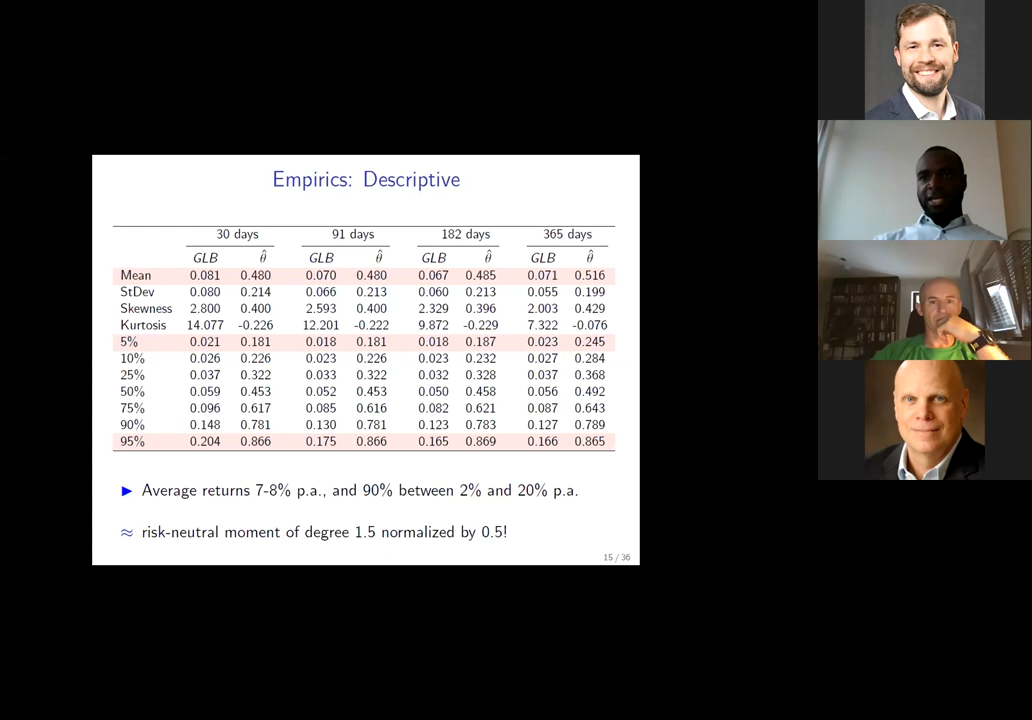 Empirics: Descriptive
30 days 91 days 182 days 365 days
GLB θ̂ GLB θ̂ GLB θ̂ GLB θ̂
Mean 0.081 0.480 0.070 0.480 0.067 0.485 0.071 0.516
StDev 0.080 0.214 0.066 0.213 0.060 0.213 0.055 0.199
Skewness 2.800 0.400 2.593 0.400 2.329 0.396 2.003 0.429
Kurtosis 14.077 -0.226 12.201 -0.222 9.872 -0.229 7.322 -0.076
5% 0.021 0.181 0.018 0.181 0.018 0.187 0.023 0.245
10% 0.026 0.226 0.023 0.226 0.023 0.232 0.027 0.284
25% 0.037 0.322 0.033 0.322 0.032 0.328 0.037 0.368
50% 0.059 0.453 0.052 0.453 0.050 0.458 0.056 0.492
75% 0.096 0.617 0.085 0.616 0.082 0.621 0.087 0.643
90% 0.148 0.781 0.130 0.781 0.123 0.783 0.127 0.789
95% 0.204 0.866 0.175 0.866 0.165 0.869 0.166 0.865
▶ Average returns 7-8% p.a., and 90% between 2% and 20% p.a.
≈ risk-neutral moment of degree 1.5 normalized by 0.5!
15 / 36